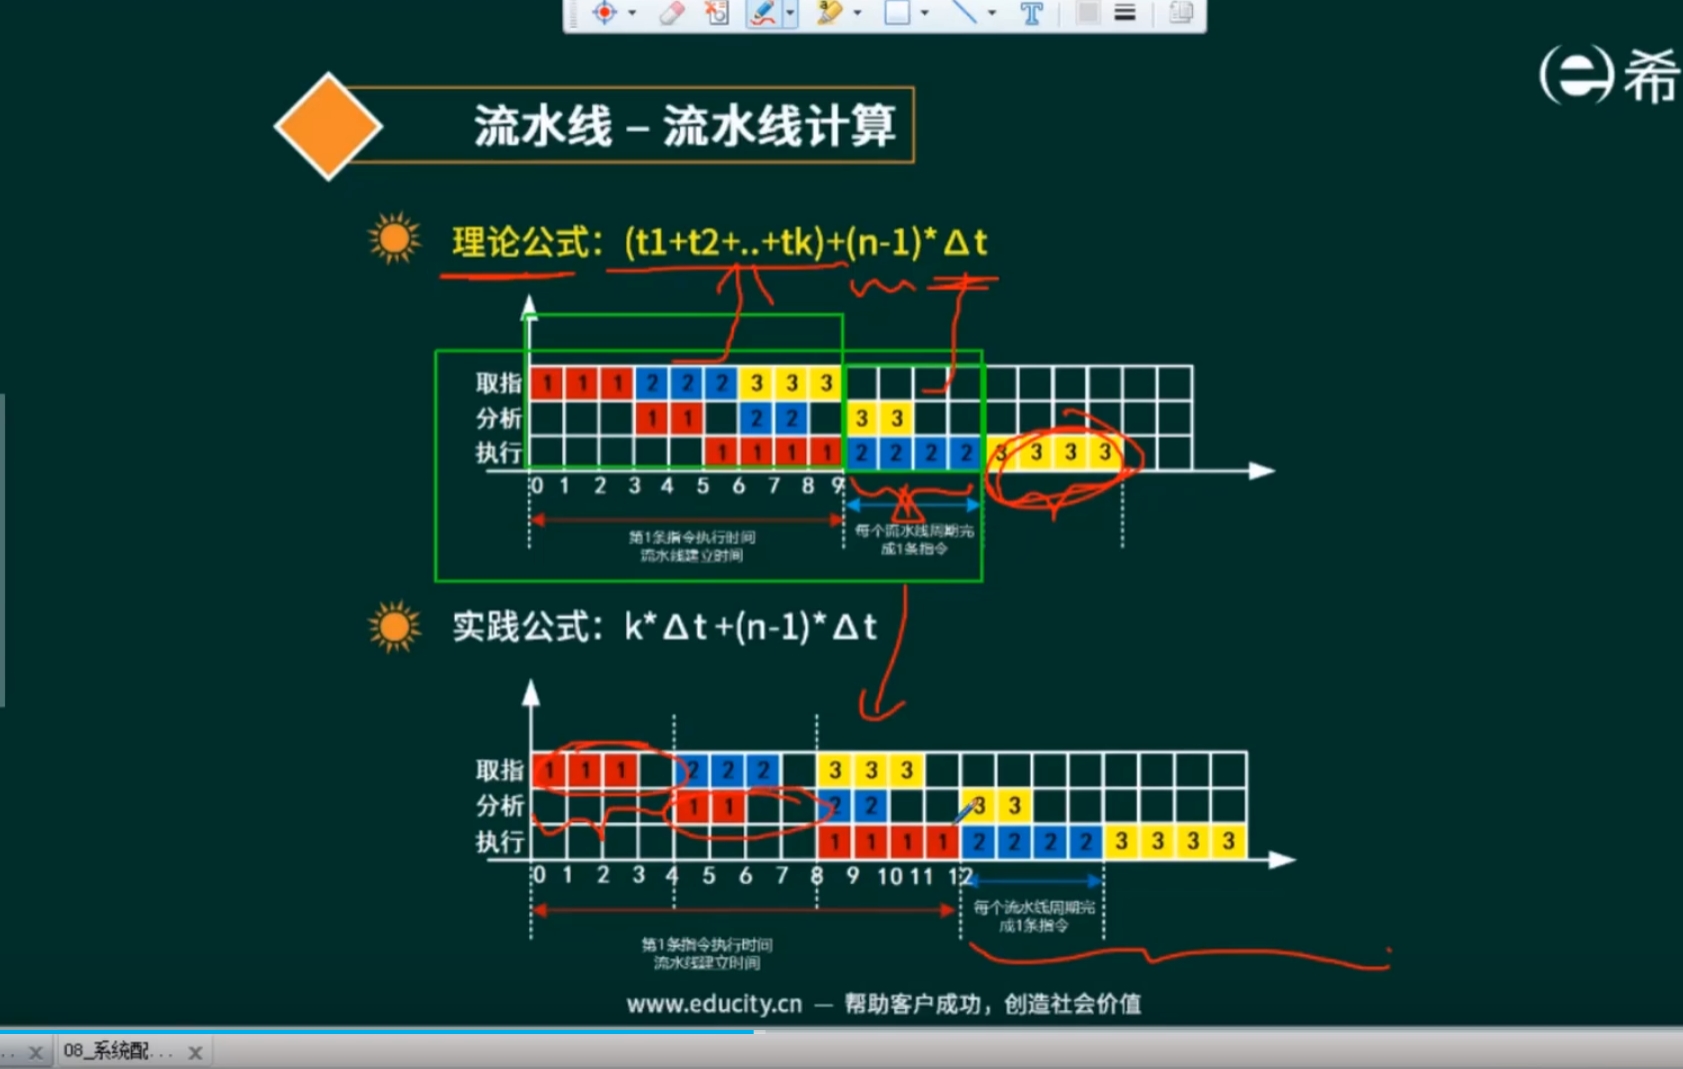 希
流水线 – 流水线计算
理论公式：(t1+t2+..+tk)+(n-1)*Δt
取指 1 1 1 2 2 2 3 3 3
分析 1 1 2 2 3 3
执行 1 1 1 1 2 2 2 2 3 3 3 3
0 1 2 3 4 5 6 7 8 9
第1条指令执行时间
流水线建立时间
每个流水线周期完
成1条指令
实践公式：k*Δt+(n-1)*Δt
取指 1 1 1 2 2 2 3 3 3
分析 1 1 2 2 3 3
执行 1 1 1 1 2 2 2 2 3 3 3 3
0 1 2 3 4 5 6 7 8 9 10 11 12
第1条指令执行时间
流水线建立时间
每个流水线周期完
成1条指令
www.educity.cn — 帮助客户成功，创造社会价值
.. x 08_系统配... x